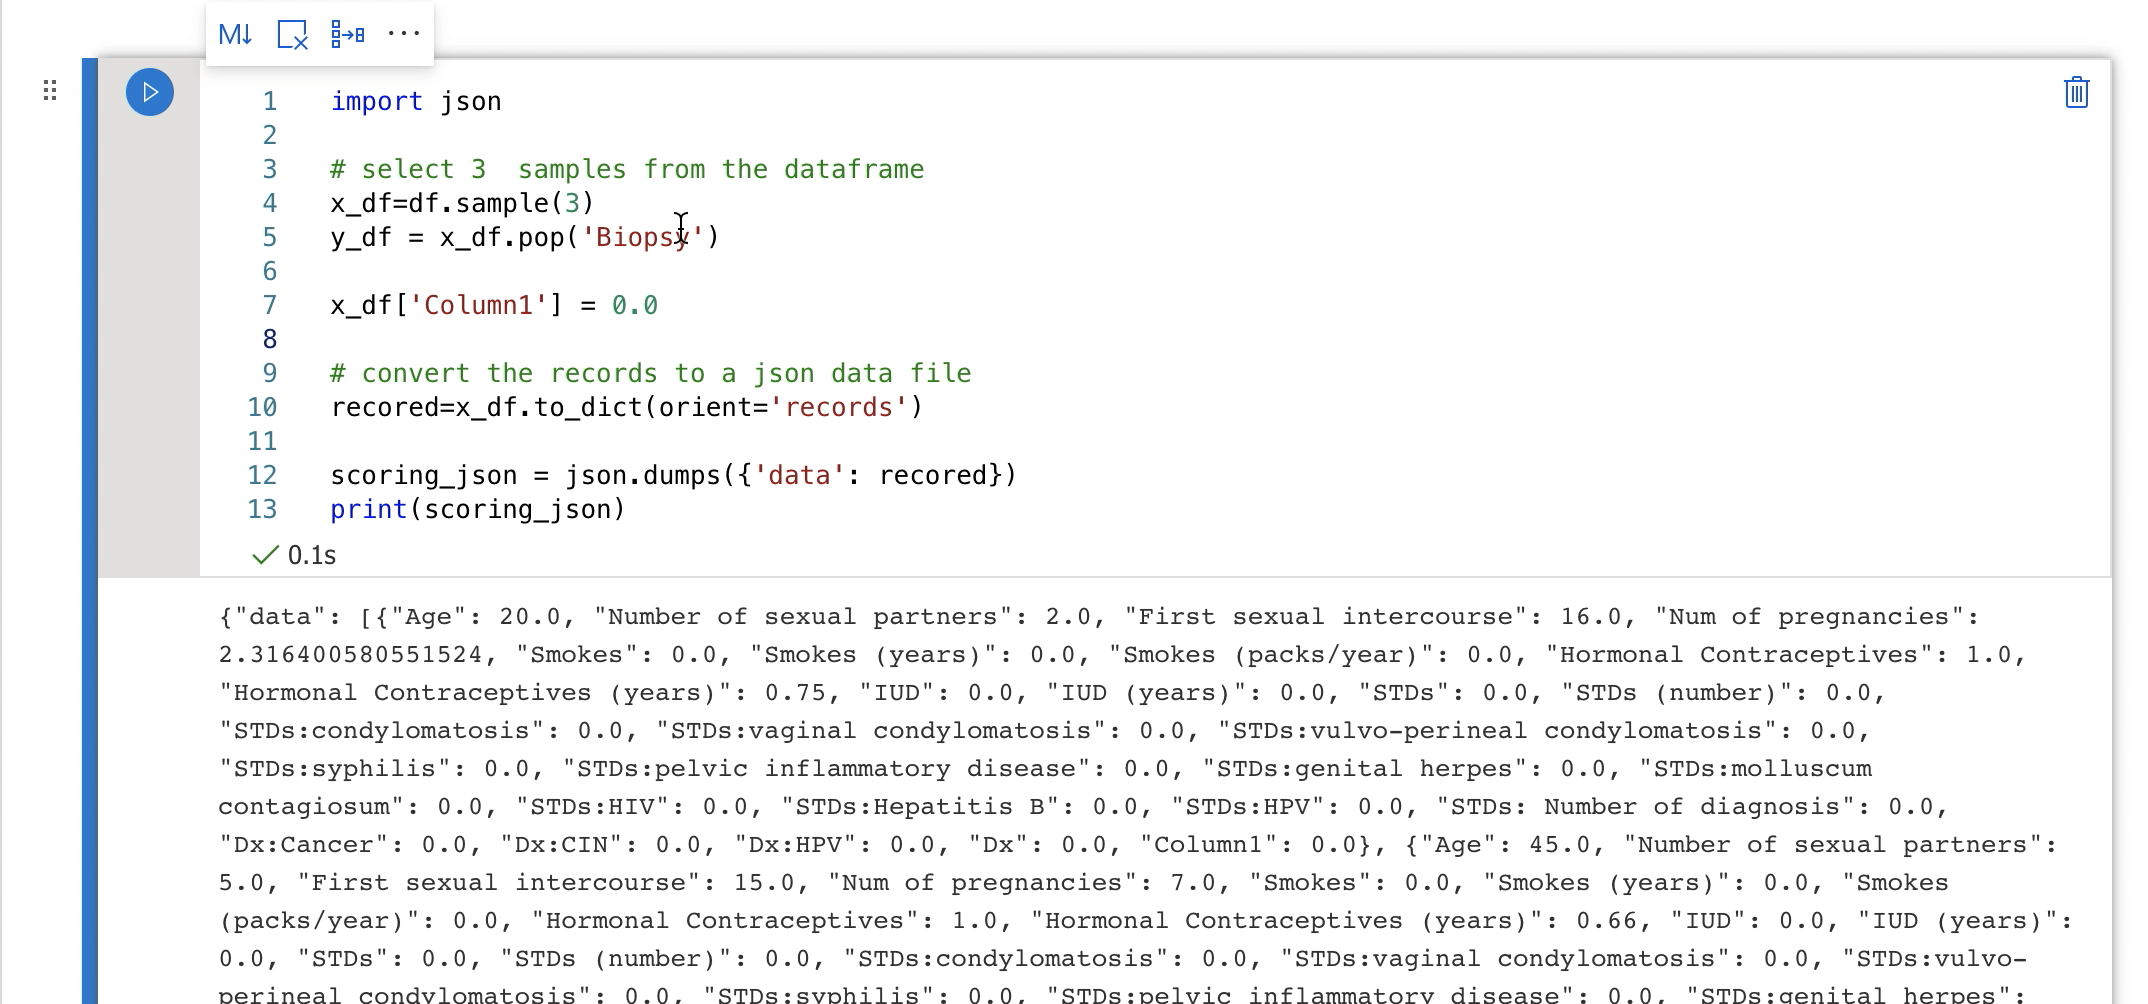 M↓
1 import json
2
3 # select 3  samples from the dataframe
4 x_df=df.sample(3)
5 y_df = x_df.pop('Biopsy')
6
7 x_df['Column1'] = 0.0
8
9 # convert the records to a json data file
10 recored=x_df.to_dict(orient='records')
11
12 scoring_json = json.dumps({'data': recored})
13 print(scoring_json)
0.1s
{"data": [{"Age": 20.0, "Number of sexual partners": 2.0, "First sexual intercourse": 16.0, "Num of pregnancies":
2.316400580551524, "Smokes": 0.0, "Smokes (years)": 0.0, "Smokes (packs/year)": 0.0, "Hormonal Contraceptives": 1.0,
"Hormonal Contraceptives (years)": 0.75, "IUD": 0.0, "IUD (years)": 0.0, "STDs": 0.0, "STDs (number)": 0.0,
"STDs:condylomatosis": 0.0, "STDs:vaginal condylomatosis": 0.0, "STDs:vulvo-perineal condylomatosis": 0.0,
"STDs:syphilis": 0.0, "STDs:pelvic inflammatory disease": 0.0, "STDs:genital herpes": 0.0, "STDs:molluscum
contagiosum": 0.0, "STDs:HIV": 0.0, "STDs:Hepatitis B": 0.0, "STDs:HPV": 0.0, "STDs: Number of diagnosis": 0.0,
"Dx:Cancer": 0.0, "Dx:CIN": 0.0, "Dx:HPV": 0.0, "Dx": 0.0, "Column1": 0.0}, {"Age": 45.0, "Number of sexual partners":
5.0, "First sexual intercourse": 15.0, "Num of pregnancies": 7.0, "Smokes": 0.0, "Smokes (years)": 0.0, "Smokes
(packs/year)": 0.0, "Hormonal Contraceptives": 1.0, "Hormonal Contraceptives (years)": 0.66, "IUD": 0.0, "IUD (years)":
0.0, "STDs": 0.0, "STDs (number)": 0.0, "STDs:condylomatosis": 0.0, "STDs:vaginal condylomatosis": 0.0, "STDs:vulvo-
perineal condylomatosis": 0.0, "STDs:syphilis": 0.0, "STDs:pelvic inflammatory disease": 0.0, "STDs:genital herpes":